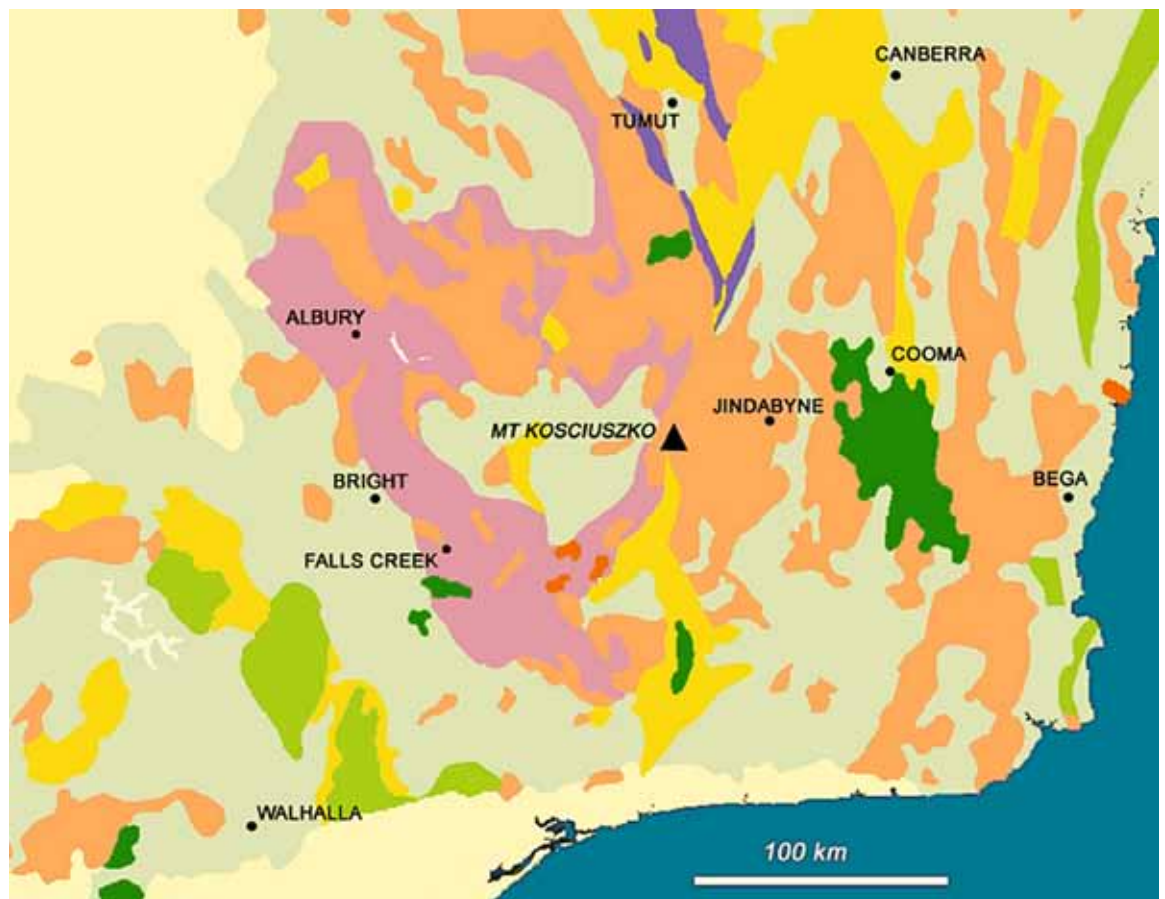 CANBERRA
TUMUT
ALBURY
COOMA
JINDABYNE
MT KOSCIUSZKO
BRIGHT
BEGA
FALLS CREEK
WALHALLA
100 km